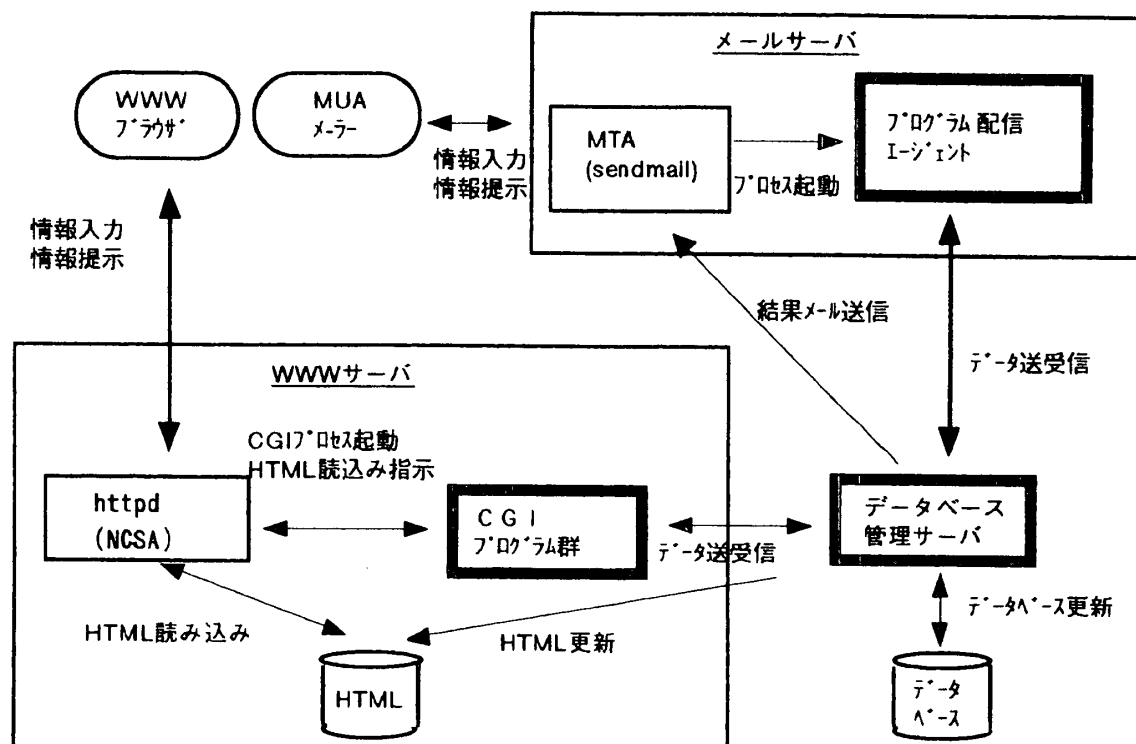 メールサーバ
WWW
ブラウザ
MUA
メーラー
情報入力
情報提示
MTA
(sendmail)
プロセス起動
プログラム配信
エージェント
情報入力
情報提示
結果メール送信
データ送受信
WWWサーバ
CGIプロセス起動
HTML読込み指示
httpd
(NCSA)
CGI
プログラム群
データ送受信
データベース
管理サーバ
HTML読み込み
HTML更新
データベース更新
HTML
データ
ベース